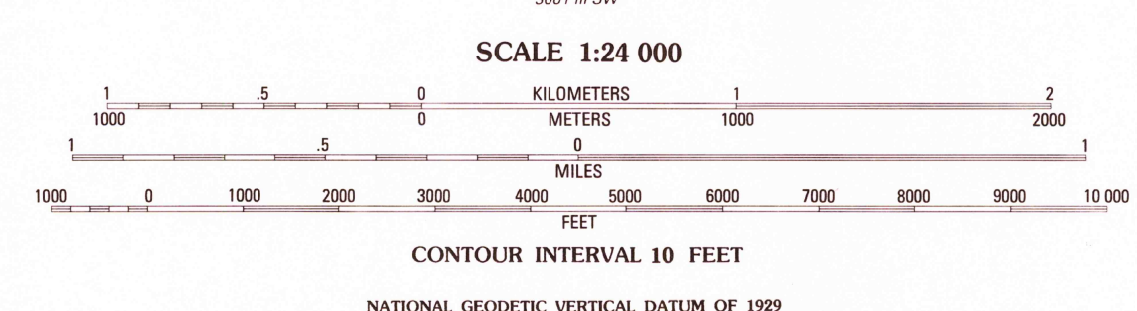 SCALE 1:24 000
1 .5 0 KILOMETERS 1 2
1000 0 METERS 1000 2000
1 .5 0 1
MILES
1000 0 1000 2000 3000 4000 5000 6000 7000 8000 9000 10 000
FEET
CONTOUR INTERVAL 10 FEET
NATIONAL GEODETIC VERTICAL DATUM OF 1929